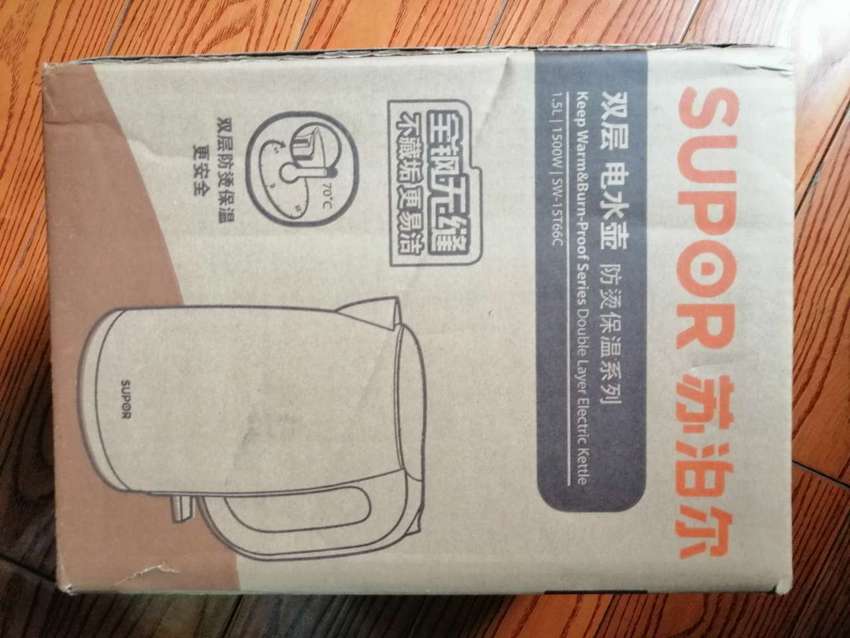 SUPOR 苏泊尔
双层 电水壶 防烫保温系列
Keep Warm&Burn-Proof Series Double Layer Electric Kettle
1.5L | 1500W | SW-15T66C
全钢无缝
不藏垢 更易洁
70°C
双层防烫保温
更安全
SUPOR